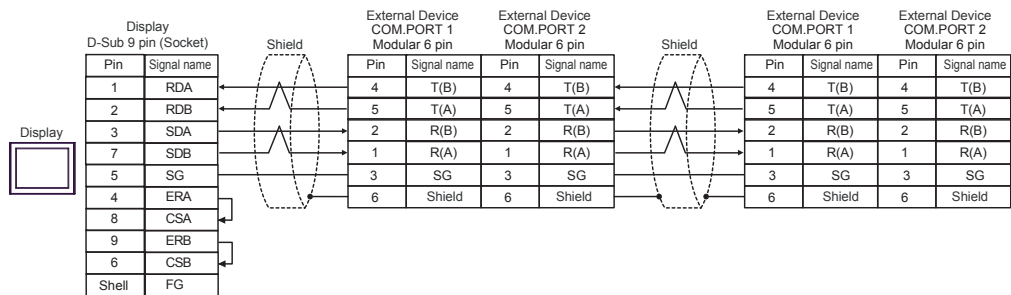 Display
D-Sub 9 pin (Socket)
Shield
External Device
COM.PORT 1
Modular 6 pin
External Device
COM.PORT 2
Modular 6 pin
Shield
External Device
COM.PORT 1
Modular 6 pin
External Device
COM.PORT 2
Modular 6 pin
Pin Signal name Pin Signal name Pin Signal name Pin Signal name Pin Signal name
1 RDA 4 T(B) 4 T(B) 4 T(B) 4 T(B)
2 RDB 5 T(A) 5 T(A) 5 T(A) 5 T(A)
Display
3 SDA 2 R(B) 2 R(B) 2 R(B) 2 R(B)
7 SDB 1 R(A) 1 R(A) 1 R(A) 1 R(A)
5 SG 3 SG 3 SG 3 SG 3 SG
4 ERA 6 Shield 6 Shield 6 Shield 6 Shield
8 CSA
9 ERB
6 CSB
Shell FG